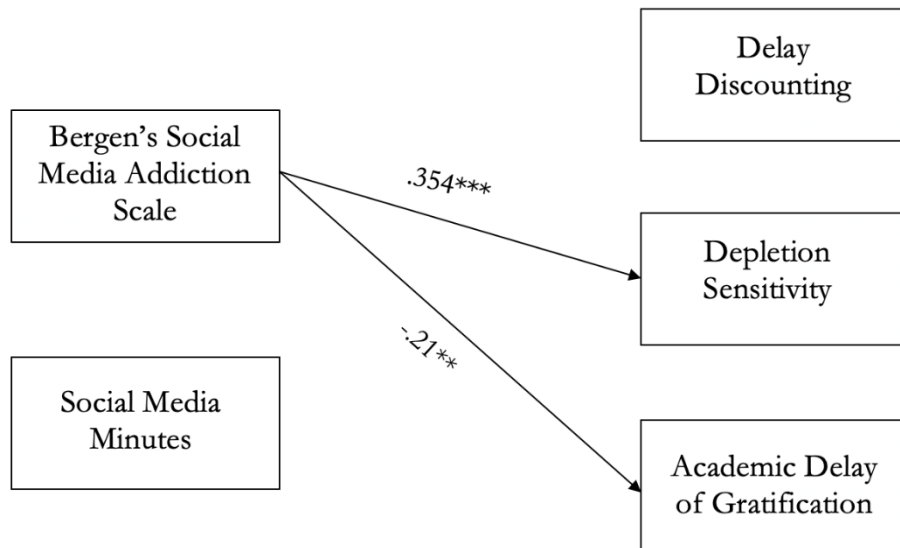 Bergen's Social
Media Addiction
Scale
Social Media
Minutes
.354***
-.21**
Delay
Discounting
Depletion
Sensitivity
Academic Delay
of Gratification